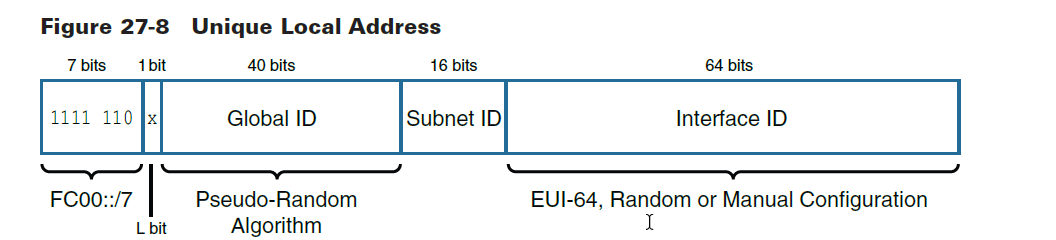 Figure 27-8 Unique Local Address
7 bits 1 bit 40 bits 16 bits 64 bits
1111 110 x Global ID Subnet ID Interface ID
FC00::/7 Pseudo-Random EUI-64, Random or Manual Configuration
L bit Algorithm